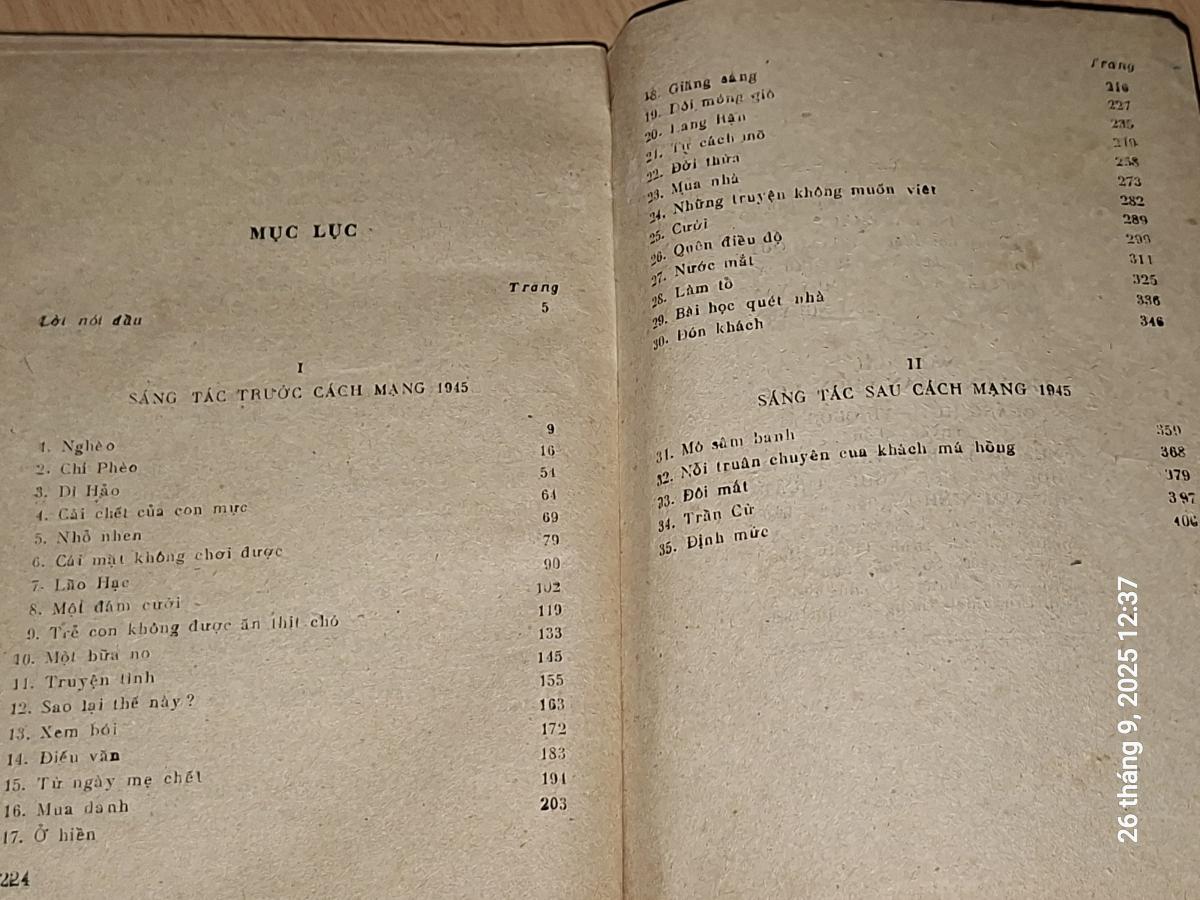 MỤC LỤC
Trang
Lời nói đầu 5
I
SÁNG TÁC TRƯỚC CÁCH MẠNG 1945
1. Nghèo 9
2. Chí Phèo 16
3. Dì Hảo 54
4. Cái chết của con mực 64
5. Nhỏ nhen 69
6. Cái mặt không chơi được 79
7. Lão Hạc 90
8. Một đám cưới 102
9. Trẻ con không được ăn thịt chó 119
10. Một bữa no 133
11. Truyện tình 145
12. Sao lại thế này? 155
13. Xem bói 163
14. Điếu văn 172
15. Từ ngày mẹ chết 183
16. Mua danh 191
17. Ở hiền 203
224
Trang
18. Giăng sáng 216
19. Đôi móng giò 227
20. Lang Rận 235
21. Tư cách mõ 249
22. Đời thừa 258
23. Mua nhà 273
24. Những truyện không muốn viết 282
25. Cười 289
26. Quên điều độ 299
27. Nước mắt 311
28. Làm tổ 325
29. Bài học quét nhà 336
30. Đón khách 346
II
SÁNG TÁC SAU CÁCH MẠNG 1945
31. Mò sâm banh 359
32. Nỗi truân chuyên của khách má hồng 368
33. Đôi mắt 379
34. Trần Cừ 397
35. Định mức 406
26 tháng 9, 2025 12:37